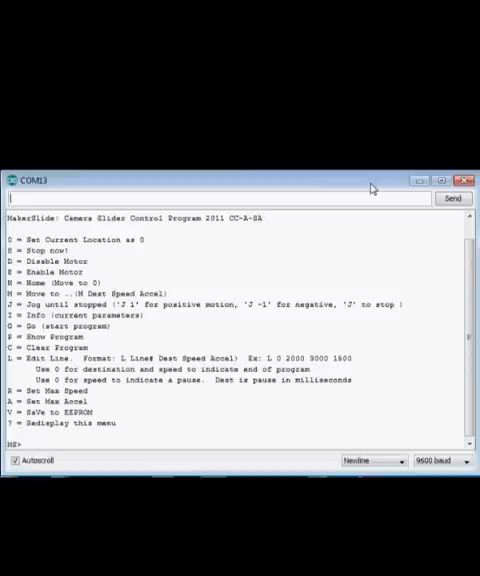 COM13
Send
MakerSlide: Camera Slider Control Program 2011 CC-A-SA
0 = Set Current Location as 0
S = Stop now!
D = Disable Motor
E = Enable Motor
H = Home (Move to 0)
M = Move to ..(M Dest Speed Accel)
J = Jog until stopped ('J 1' for positive motion, 'J -1' for negative, 'J' to stop )
I = Info (current parameters)
G = Go (start program)
P = Show Program
C = Clear Program
L = Edit Line.  Format: L Line# Dest Speed Accel>  Ex: L 0 2000 3000 1500
Use 0 for destination and speed to indicate end of program
Use 0 for speed to indicate a pause.  Dest is pause in milliseconds
R = Set Max Speed
A = Set Max Accel
V = SaVe to EEPROM
? = Redisplay this menu
MS>
Autoscroll
Newline
9600 baud